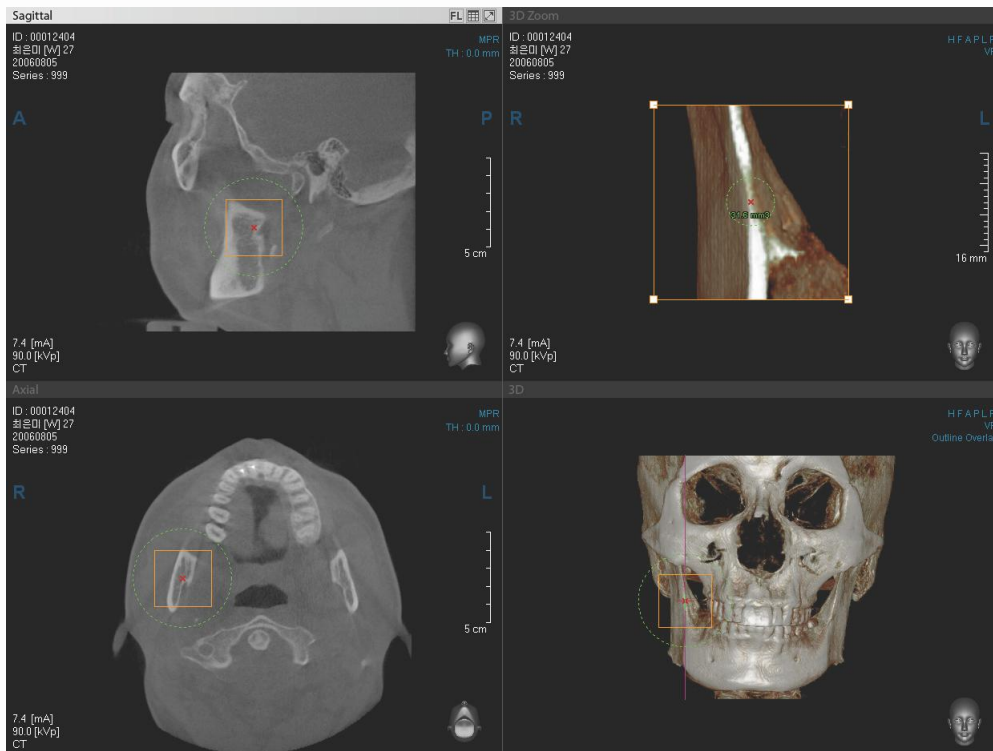 Sagittal
FL
ID : 00012404
최은미 [W] 27
20060805
Series : 999
MPR
TH : 0.0 mm
A
P
5 cm
7.4 [mA]
90.0 [kVp]
CT
3D Zoom
ID : 00012404
최은미 [W] 27
20060805
Series : 999
H F A P L R
VR
R
L
16 mm
7.4 [mA]
90.0 [kVp]
CT
Axial
ID : 00012404
최은미 [W] 27
20060805
Series : 999
MPR
TH : 0.0 mm
R
L
5 cm
7.4 [mA]
90.0 [kVp]
CT
3D
H F A P L R
Outline Overla